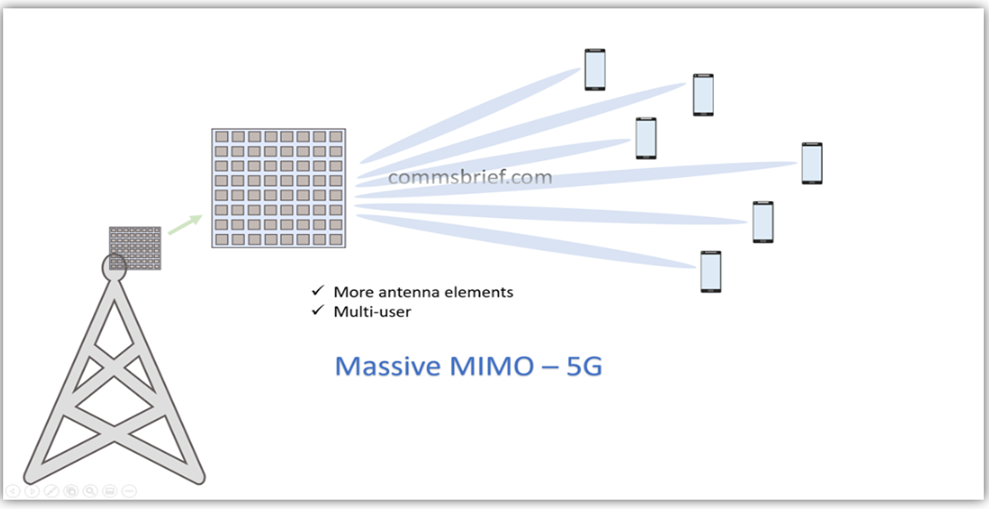 commsbrief.com
✓ More antenna elements
✓ Multi-user
Massive MIMO – 5G